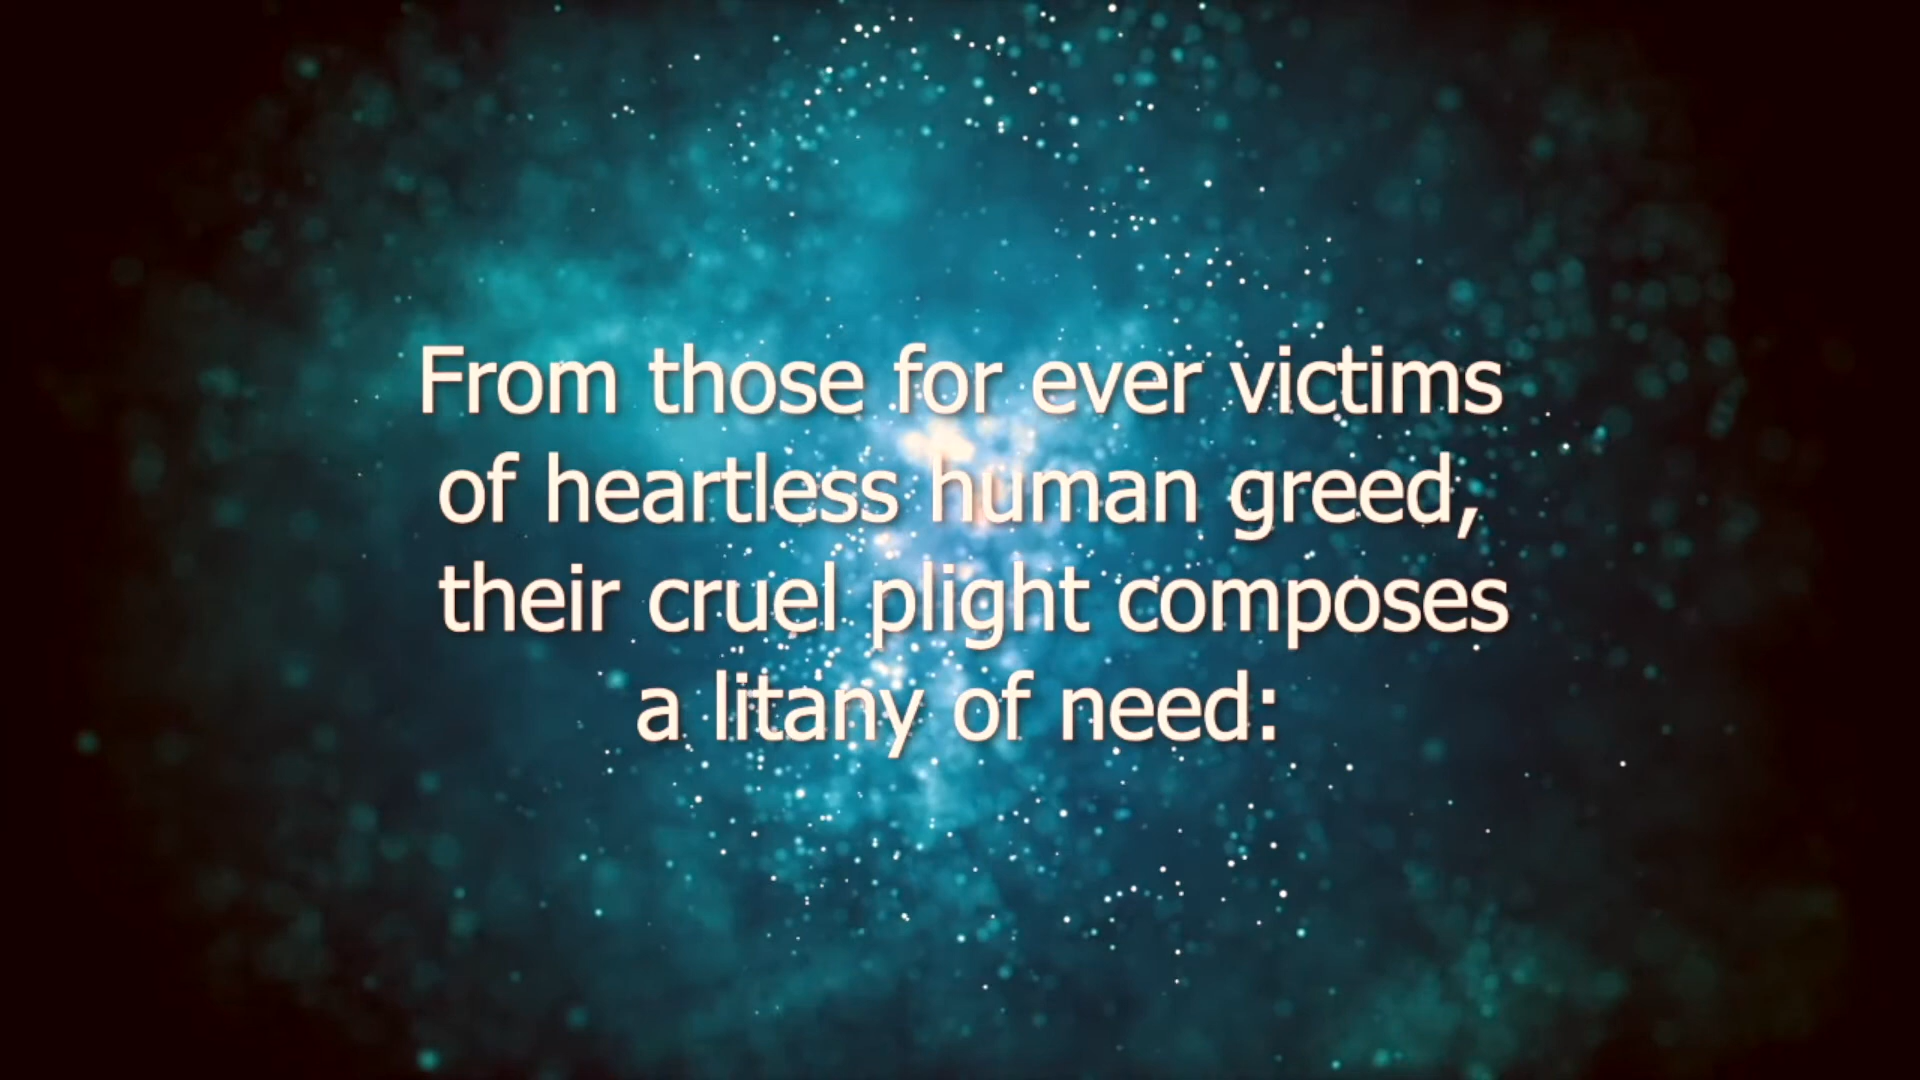 From those for ever victims
of heartless human greed,
their cruel plight composes
a litany of need: